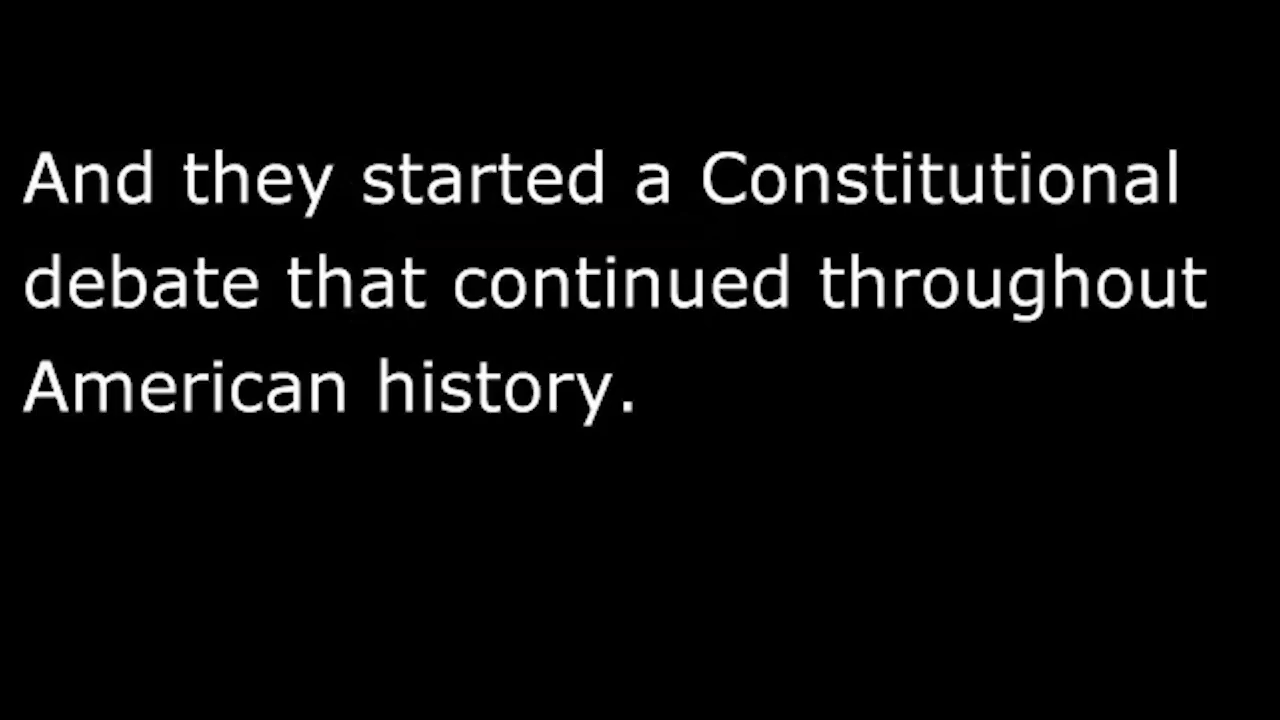 And they started a Constitutional
debate that continued throughout
American history.